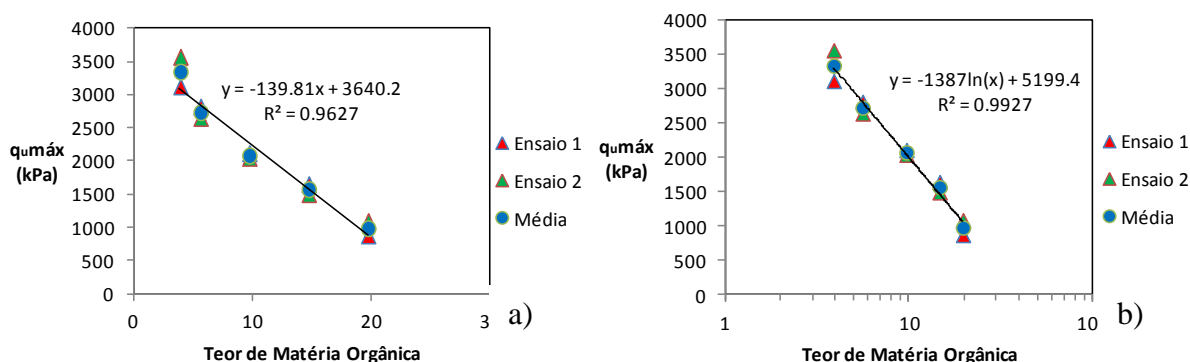 4000
3500
3000
2500
2000
1500
1000
500
0
qumáx
(kPa)
y = -139.81x + 3640.2
R² = 0.9627
0
10
20
3
Teor de Matéria Orgânica
Ensaio 1
Ensaio 2
Média
a)
4000
3500
3000
2500
2000
1500
1000
500
0
qumáx
(kPa)
y = -1387ln(x) + 5199.4
R² = 0.9927
1
10
10
Teor de Matéria Orgânica
Ensaio 1
Ensaio 2
Média
b)